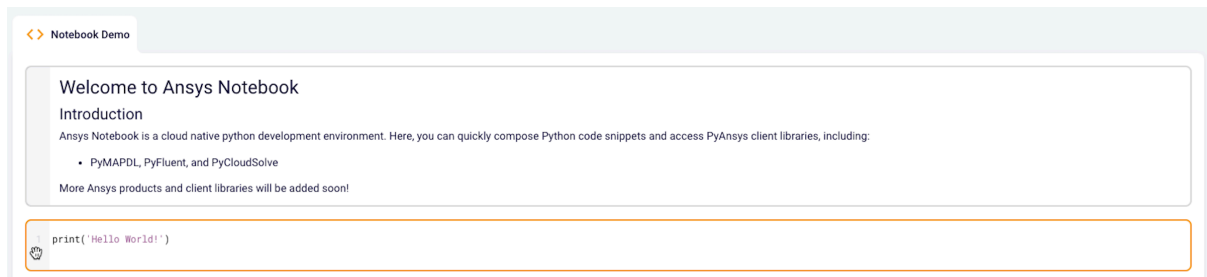 <> Notebook Demo
Welcome to Ansys Notebook
Introduction
Ansys Notebook is a cloud native python development environment. Here, you can quickly compose Python code snippets and access PyAnsys client libraries, including:
• PyMAPDL, PyFluent, and PyCloudSolve
More Ansys products and client libraries will be added soon!
1 print('Hello World!')